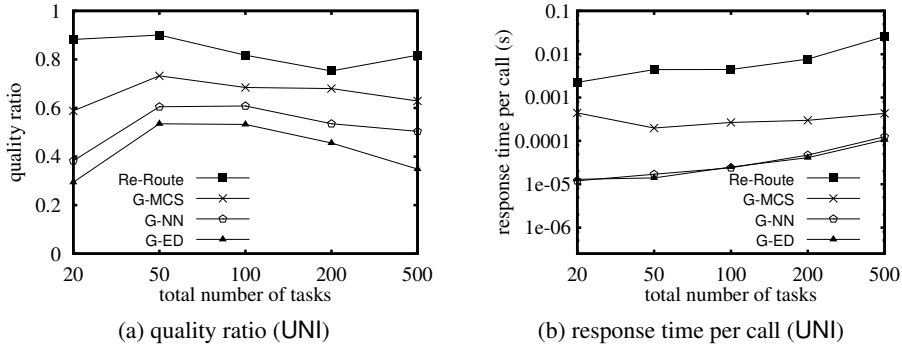 1
0.8
0.6
0.4
0.2
0
quality ratio
Re-Route
G-MCS
G-NN
G-ED
20 50 100 200 500
total number of tasks
(a) quality ratio (UNI)
0.1
0.01
0.001
0.0001
1e-05
1e-06
response time per call (s)
Re-Route
G-MCS
G-NN
G-ED
20 50 100 200 500
total number of tasks
(b) response time per call (UNI)